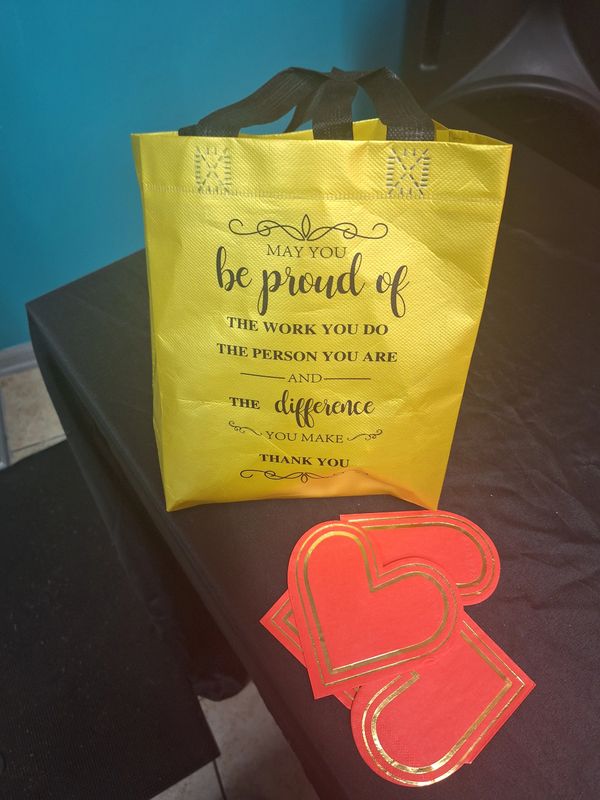 MAY YOU
be proud of
THE WORK YOU DO
THE PERSON YOU ARE
AND
THE difference
YOU MAKE
THANK YOU